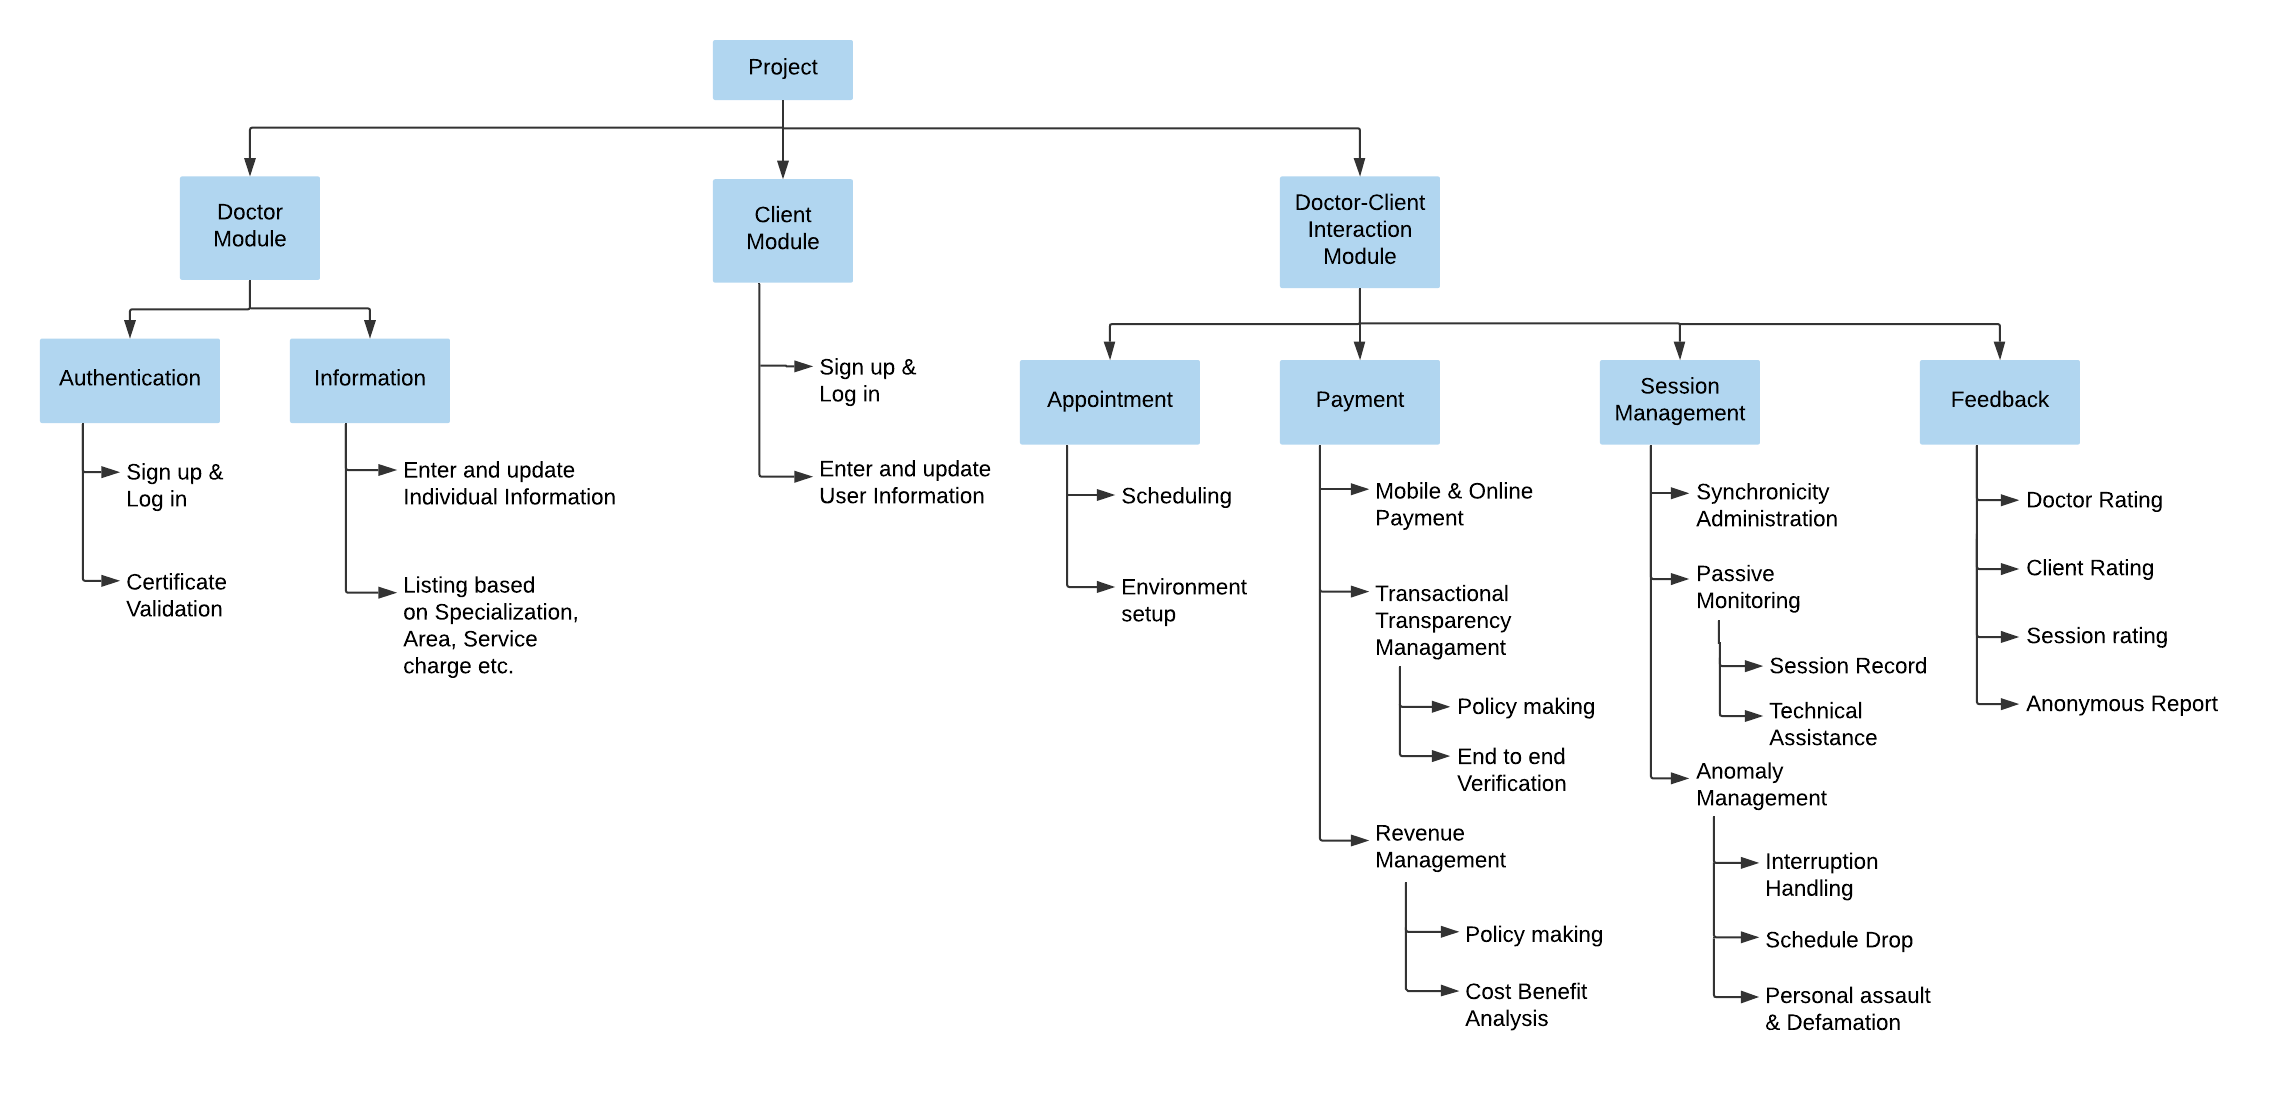 Project
Doctor
Module
Client
Module
Doctor-Client
Interaction
Module
Authentication
Information
Sign up &
Log in
Certificate
Validation
Enter and update
Individual Information
Listing based
on Specialization,
Area, Service
charge etc.
Sign up &
Log in
Enter and update
User Information
Appointment
Payment
Session
Management
Feedback
Scheduling
Environment
setup
Mobile & Online
Payment
Transactional
Transparency
Managament
Policy making
End to end
Verification
Revenue
Management
Policy making
Cost Benefit
Analysis
Synchronicity
Administration
Passive
Monitoring
Session Record
Technical
Assistance
Anomaly
Management
Interruption
Handling
Schedule Drop
Personal assault
& Defamation
Doctor Rating
Client Rating
Session rating
Anonymous Report